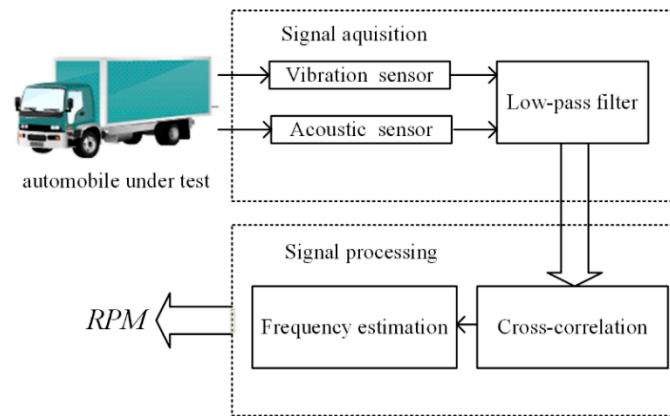 Signal aquisition
Vibration sensor
Low-pass filter
Acoustic sensor
automobile under test
Signal processing
RPM
Frequency estimation
Cross-correlation